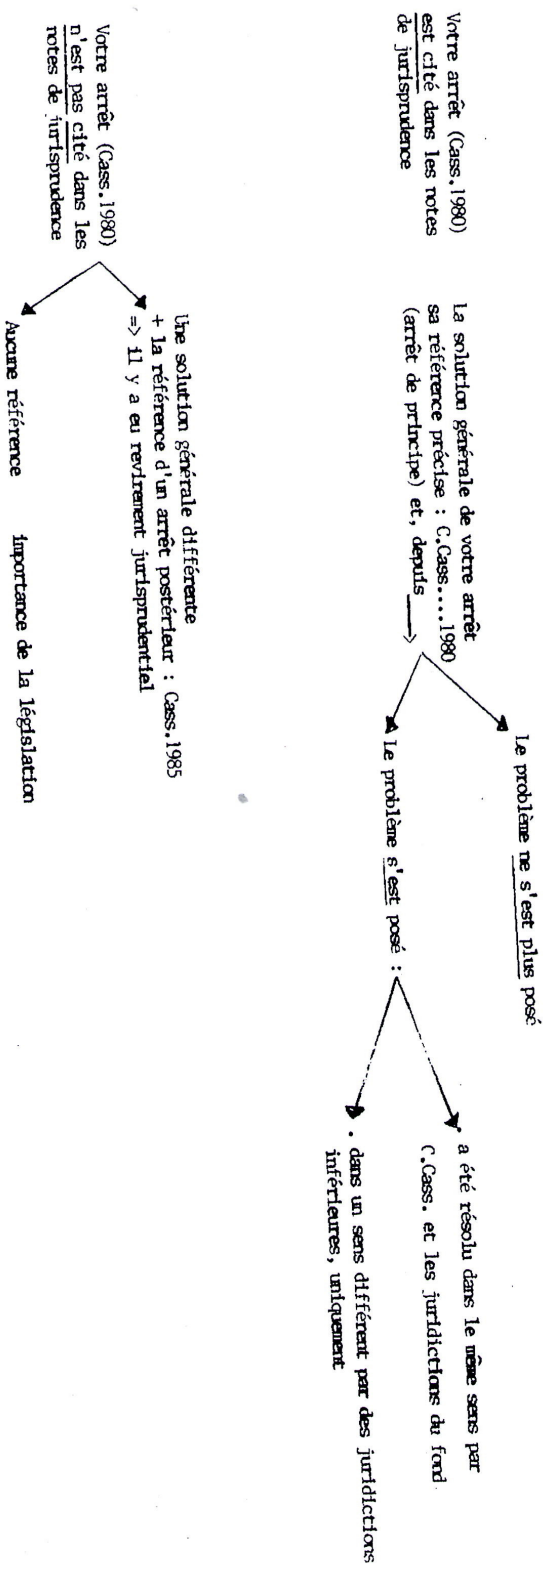 Votre arrêt (Cass.1980)
est cité dans les notes
de jurisprudence
La solution générale de votre arrêt
sa référence précise : C.Cass....1980
(arrêt de principe) et, depuis
Le problème ne s'est plus posé
Le problème s'est posé :
. a été résolu dans le même sens par
C.Cass. et les juridictions du fond
. dans un sens différent par des juridictions
inférieures, uniquement
Votre arrêt (Cass.1980)
n'est pas cité dans les
notes de jurisprudence
Une solution générale différente
+ la référence d'un arrêt postérieur : Cass.1985
=> il y a eu revirement jurisprudentiel
Aucune référence importance de la législation